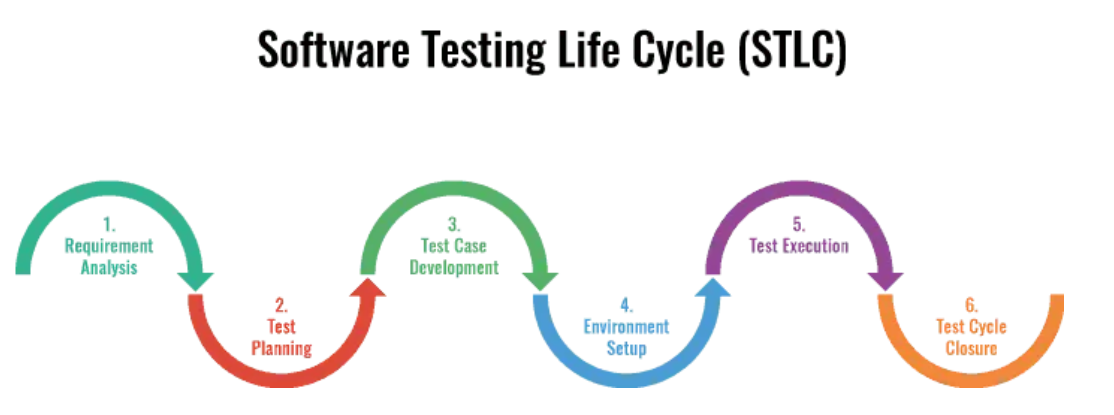 Software Testing Life Cycle (STLC)
1.
Requirement
Analysis
2.
Test
Planning
3.
Test Case
Development
4.
Environment
Setup
5.
Test Execution
6.
Test Cycle
Closure